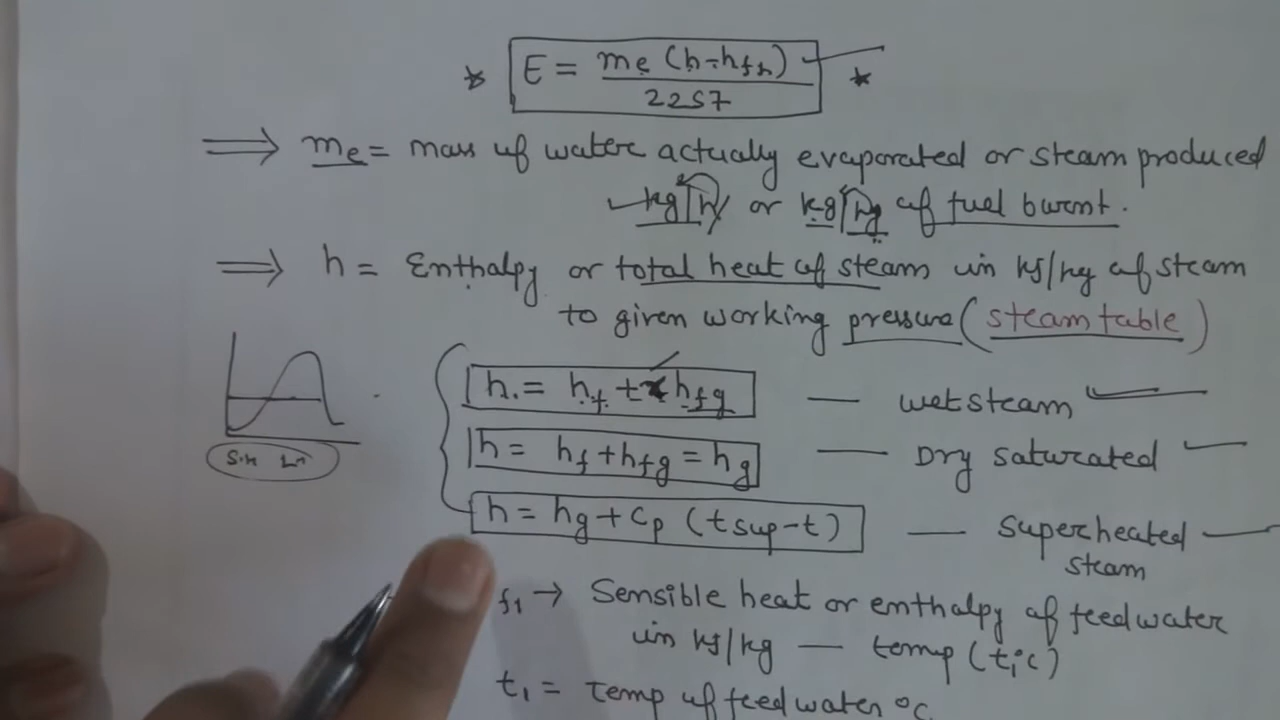 * E = me (h-hf1) / 2257 *
⟹ me = mass of water actually evaporated or steam produced
kg/h or kg/kg of fuel burnt.
⟹ h = Enthalpy or total heat of steam in kJ/kg of steam
to given working pressure (steam table)
h = hf + x hfg — wet steam
h = hf + hfg = hg — Dry saturated
h = hg + Cp (tsup - t) — Superheated
steam
S.H
f1 → Sensible heat or enthalpy of feedwater
in kJ/kg — temp (t1°c)
t1 = Temp of feed water °c